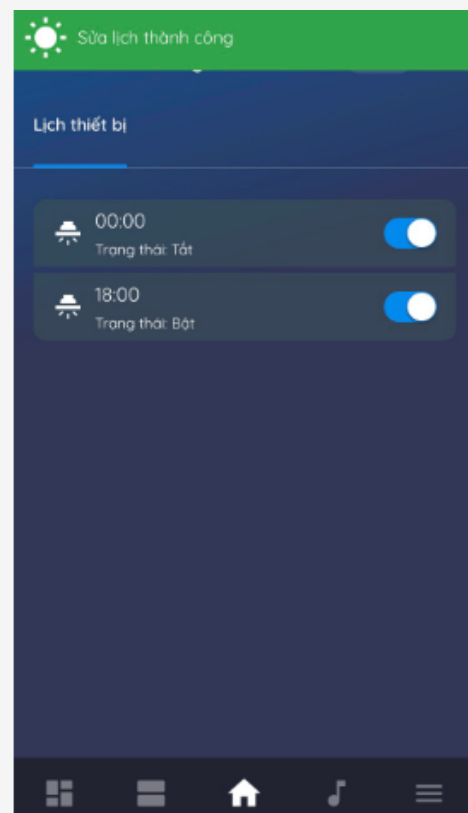 Sửa lịch thành công
Lịch thiết bị
00:00
Trạng thái: Tắt
18:00
Trạng thái: Bật